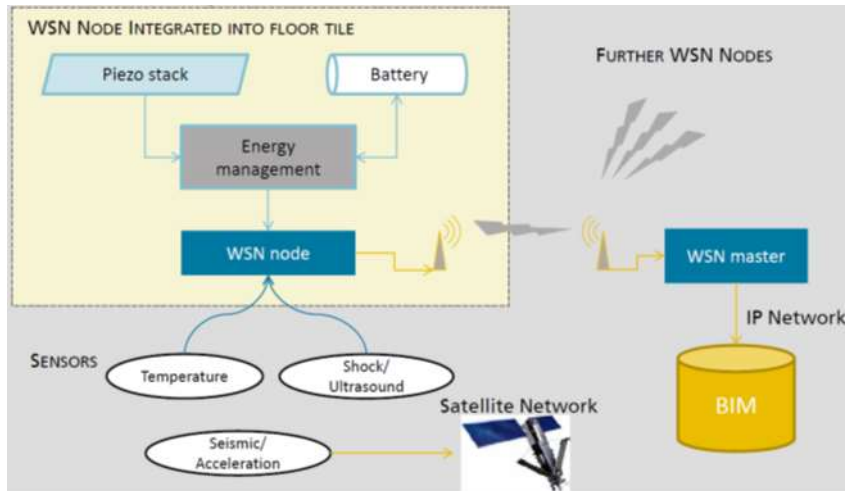 WSN NODE INTEGRATED INTO FLOOR TILE
Piezo stack
Battery
FURTHER WSN NODES
Energy
management
WSN node
WSN master
IP Network
SENSORS
Temperature
Shock/
Ultrasound
BIM
Satellite Network
Seismic/
Acceleration